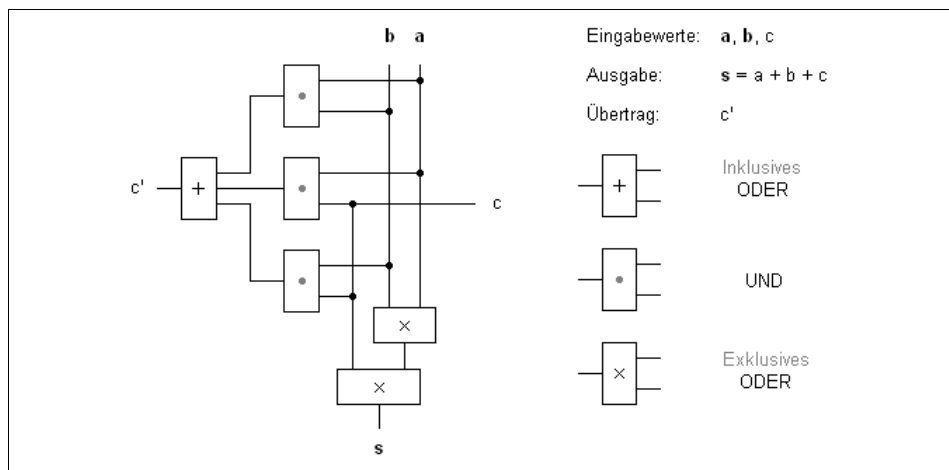 b a
Eingabewerte: a, b, c
Ausgabe: s = a + b + c
Übertrag: c'
c'
+
c
s
+
Inklusives
ODER
UND
×
Exklusives
ODER
×
×